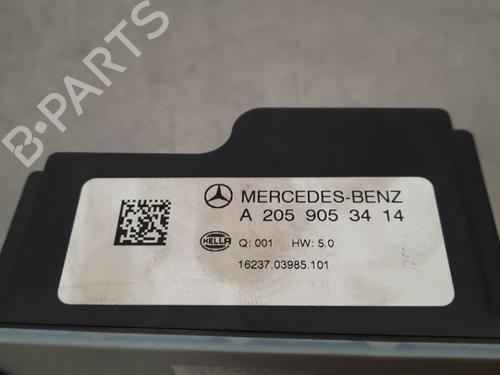 B-PARTS
MERCEDES-BENZ
A 205 905 34 14
HELLA Q: 001 HW: 5.0
16237.03985.101